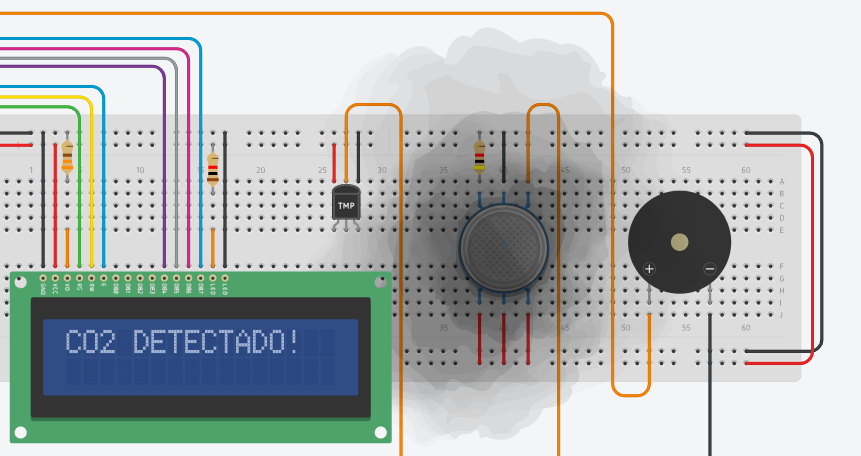 1 10 20 25 30 35 40 45 50 55 60
A
B
C
D
E
TMP
+ −
F
G
H
I
J
GND VCC V0 RS RW E DB0 DB1 DB2 DB3 DB4 DB5 DB6 DB7 LED LED
CO2 DETECTADO!
35 40 45 50 55 60